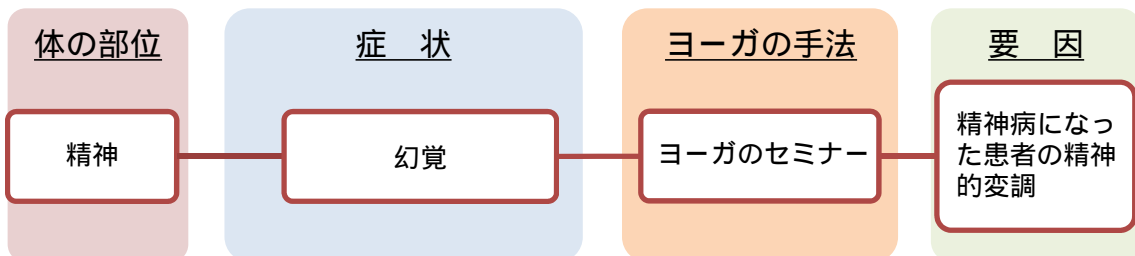 体の部位
症　状
ヨーガの手法
要　因
精神
幻覚
ヨーガのセミナー
精神病になっ
た患者の精神
的変調